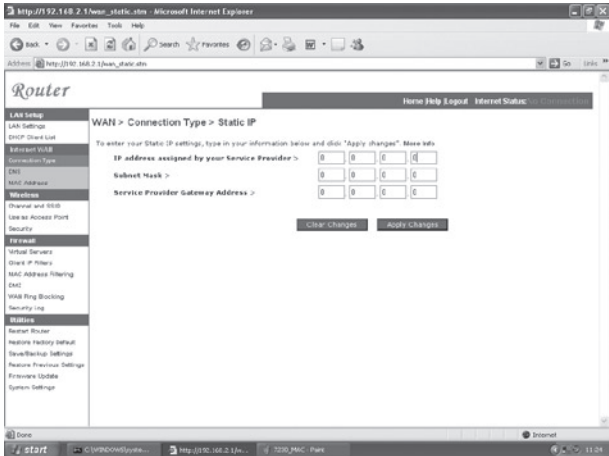 http://192.168.2.1/wan_static.stm - Microsoft Internet Explorer
File Edit View Favorites Tools Help
Back Search Favorites
Address http://192.168.2.1/wan_static.stm Go Links
Router
Home |Help |Logout Internet Status: No Connection
LAN Setup
LAN Settings
DHCP Client List
Internet WAN
Connection Type
DNS
MAC Address
Wireless
Channel and SSID
Use as Access Point
Security
Firewall
Virtual Servers
Client IP Filters
MAC Address Filtering
DMZ
WAN Ping Blocking
Security Log
Utilities
Restart Router
Restore Factory Default
Save/Backup Settings
Restore Previous Settings
Firmware Update
System Settings
WAN > Connection Type > Static IP
To enter your Static IP settings, type in your information below and click "Apply changes". More Info
IP address assigned by your Service Provider > 0 . 0 . 0 . 0
Subnet Mask > 0 . 0 . 0 . 0
Service Provider Gateway Address > 0 . 0 . 0 . 0
Clear Changes Apply Changes
Done Internet
start C:\WINDOWS\syste... http://192.168.2.1/w... 7230_MAC - Paint 11:24